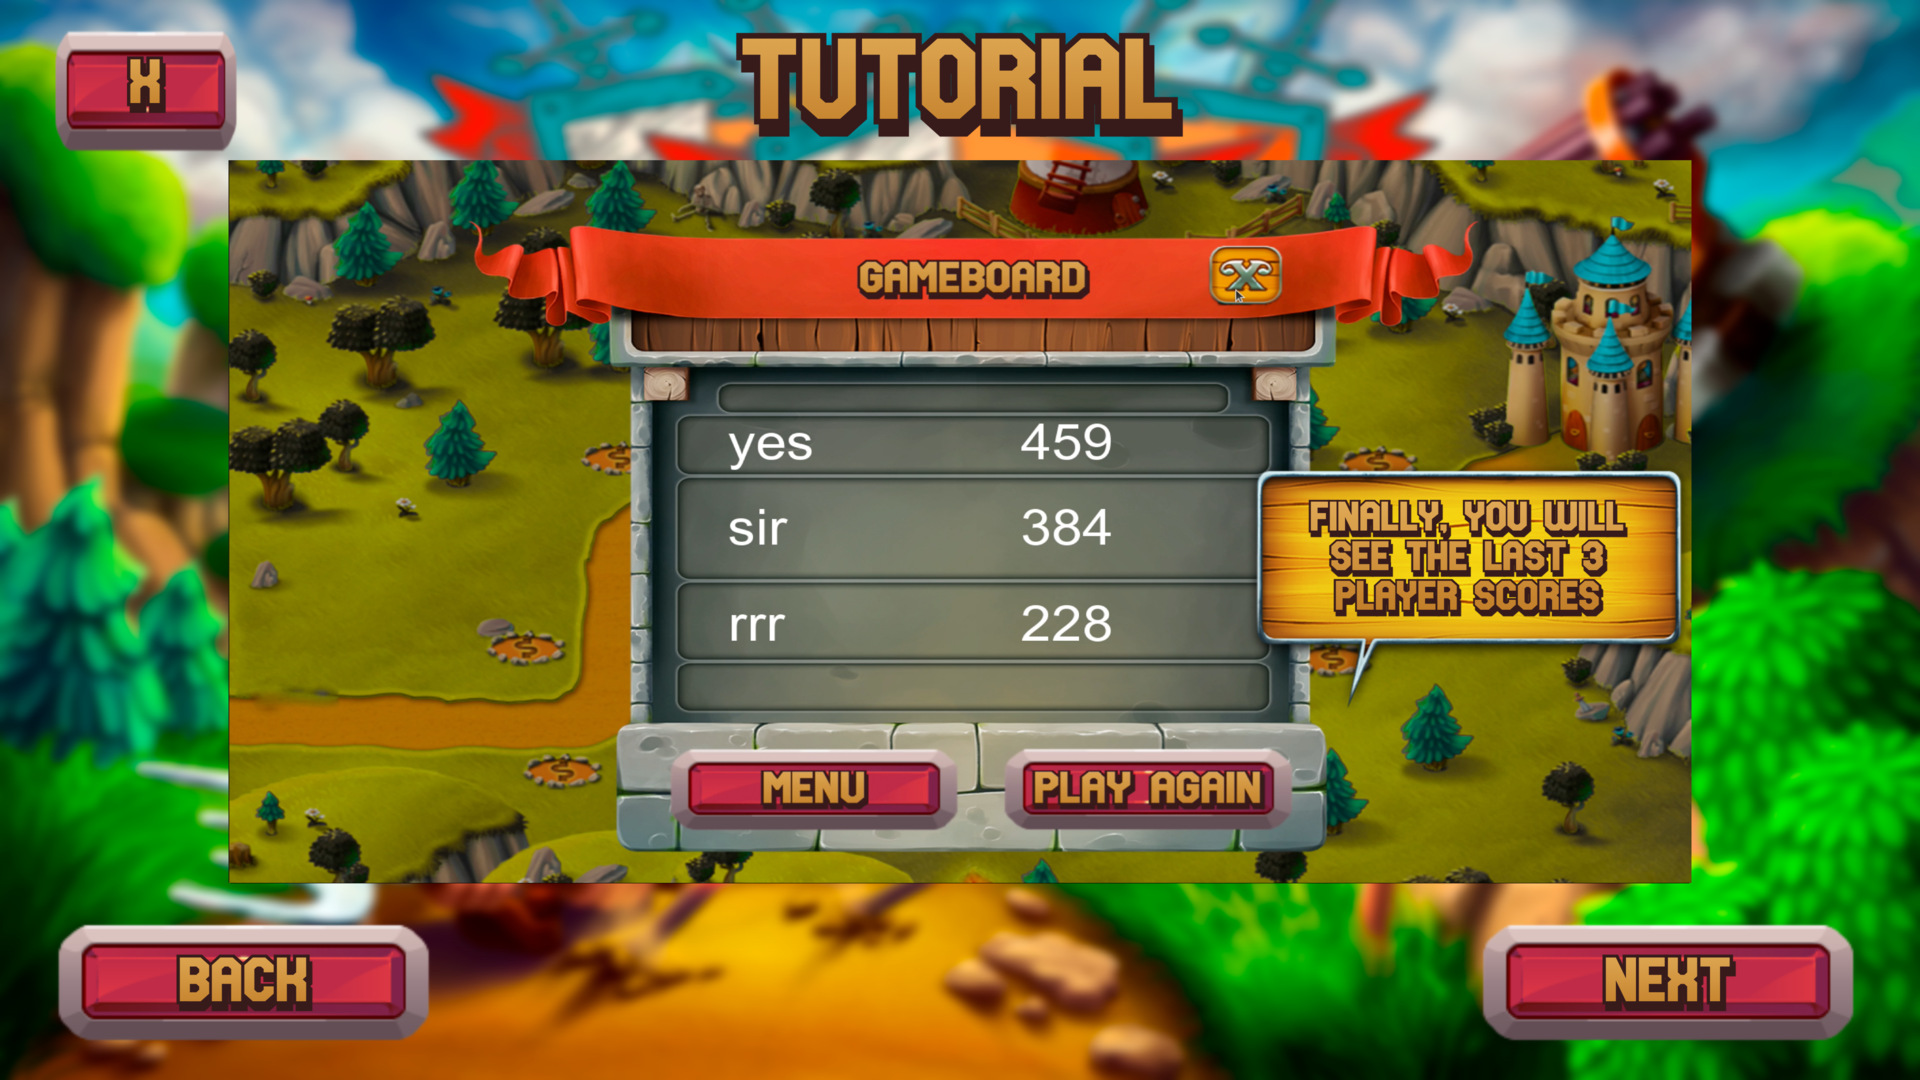 X
TUTORIAL
GAMEBOARD
X
yes 459
sir 384
rrr 228
FINALLY, YOU WILL
SEE THE LAST 3
PLAYER SCORES
MENU
PLAY AGAIN
BACK
NEXT